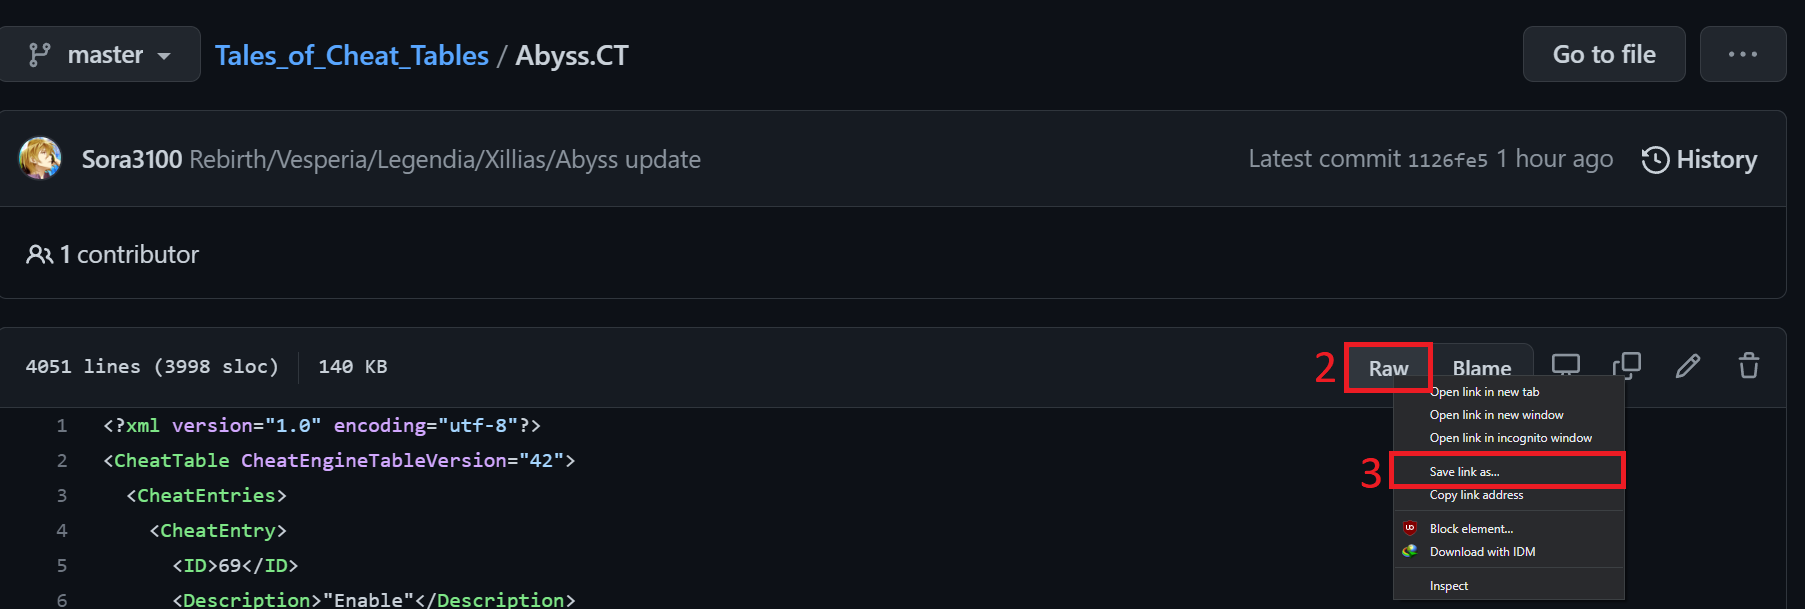 master
Tales_of_Cheat_Tables / Abyss.CT
Go to file
...
Sora3100 Rebirth/Vesperia/Legendia/Xillias/Abyss update
Latest commit 1126fe5 1 hour ago
History
1 contributor
4051 lines (3998 sloc)
140 KB
2
Raw
Blame
Open link in new tab
Open link in new window
Open link in incognito window
3
Save link as...
Copy link address
UD
Block element...
Download with IDM
Inspect
1 <?xml version="1.0" encoding="utf-8"?>
2 <CheatTable CheatEngineTableVersion="42">
3 <CheatEntries>
4 <CheatEntry>
5 <ID>69</ID>
6 <Description>"Enable"</Description>